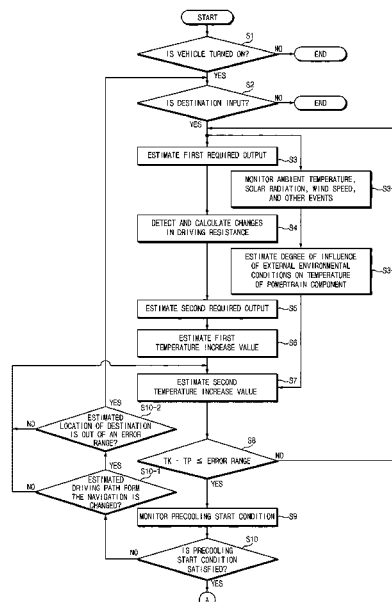 START
S1
IS VEHICLE TURNED ON?
NO
END
YES
S2
IS DESTINATION INPUT?
NO
END
YES
ESTIMATE FIRST REQUIRED OUTPUT
S3
MONITOR AMBIENT TEMPERATURE,
SOLAR RADIATION, WIND SPEED,
AND OTHER EVENTS
DETECT AND CALCULATE CHANGES
IN DRIVING RESISTANCE
S4
ESTIMATE DEGREE OF INFLUENCE
OF EXTERNAL ENVIRONMENTAL
CONDITIONS ON TEMPERATURE
OF POWERTRAIN COMPONENT
ESTIMATE SECOND REQUIRED OUTPUT
S5
ESTIMATE FIRST
TEMPERATURE INCREASE VALUE
S6
ESTIMATE SECOND
TEMPERATURE INCREASE VALUE
S7
YES
S10-2
NO
ESTIMATED
LOCATION OF DESTINATION
IS OUT OF AN ERROR
RANGE?
S8
TK - TP ≤ ERROR RANGE
NO
YES
S10-1
NO
ESTIMATED
DRIVING PATH FORM
THE NAVIGATION IS
CHANGED?
YES
MONITOR PRECOOLING START CONDITION
S9
S10
IS PRECOOLING
START CONDITION
SATISFIED?
NO
YES
A